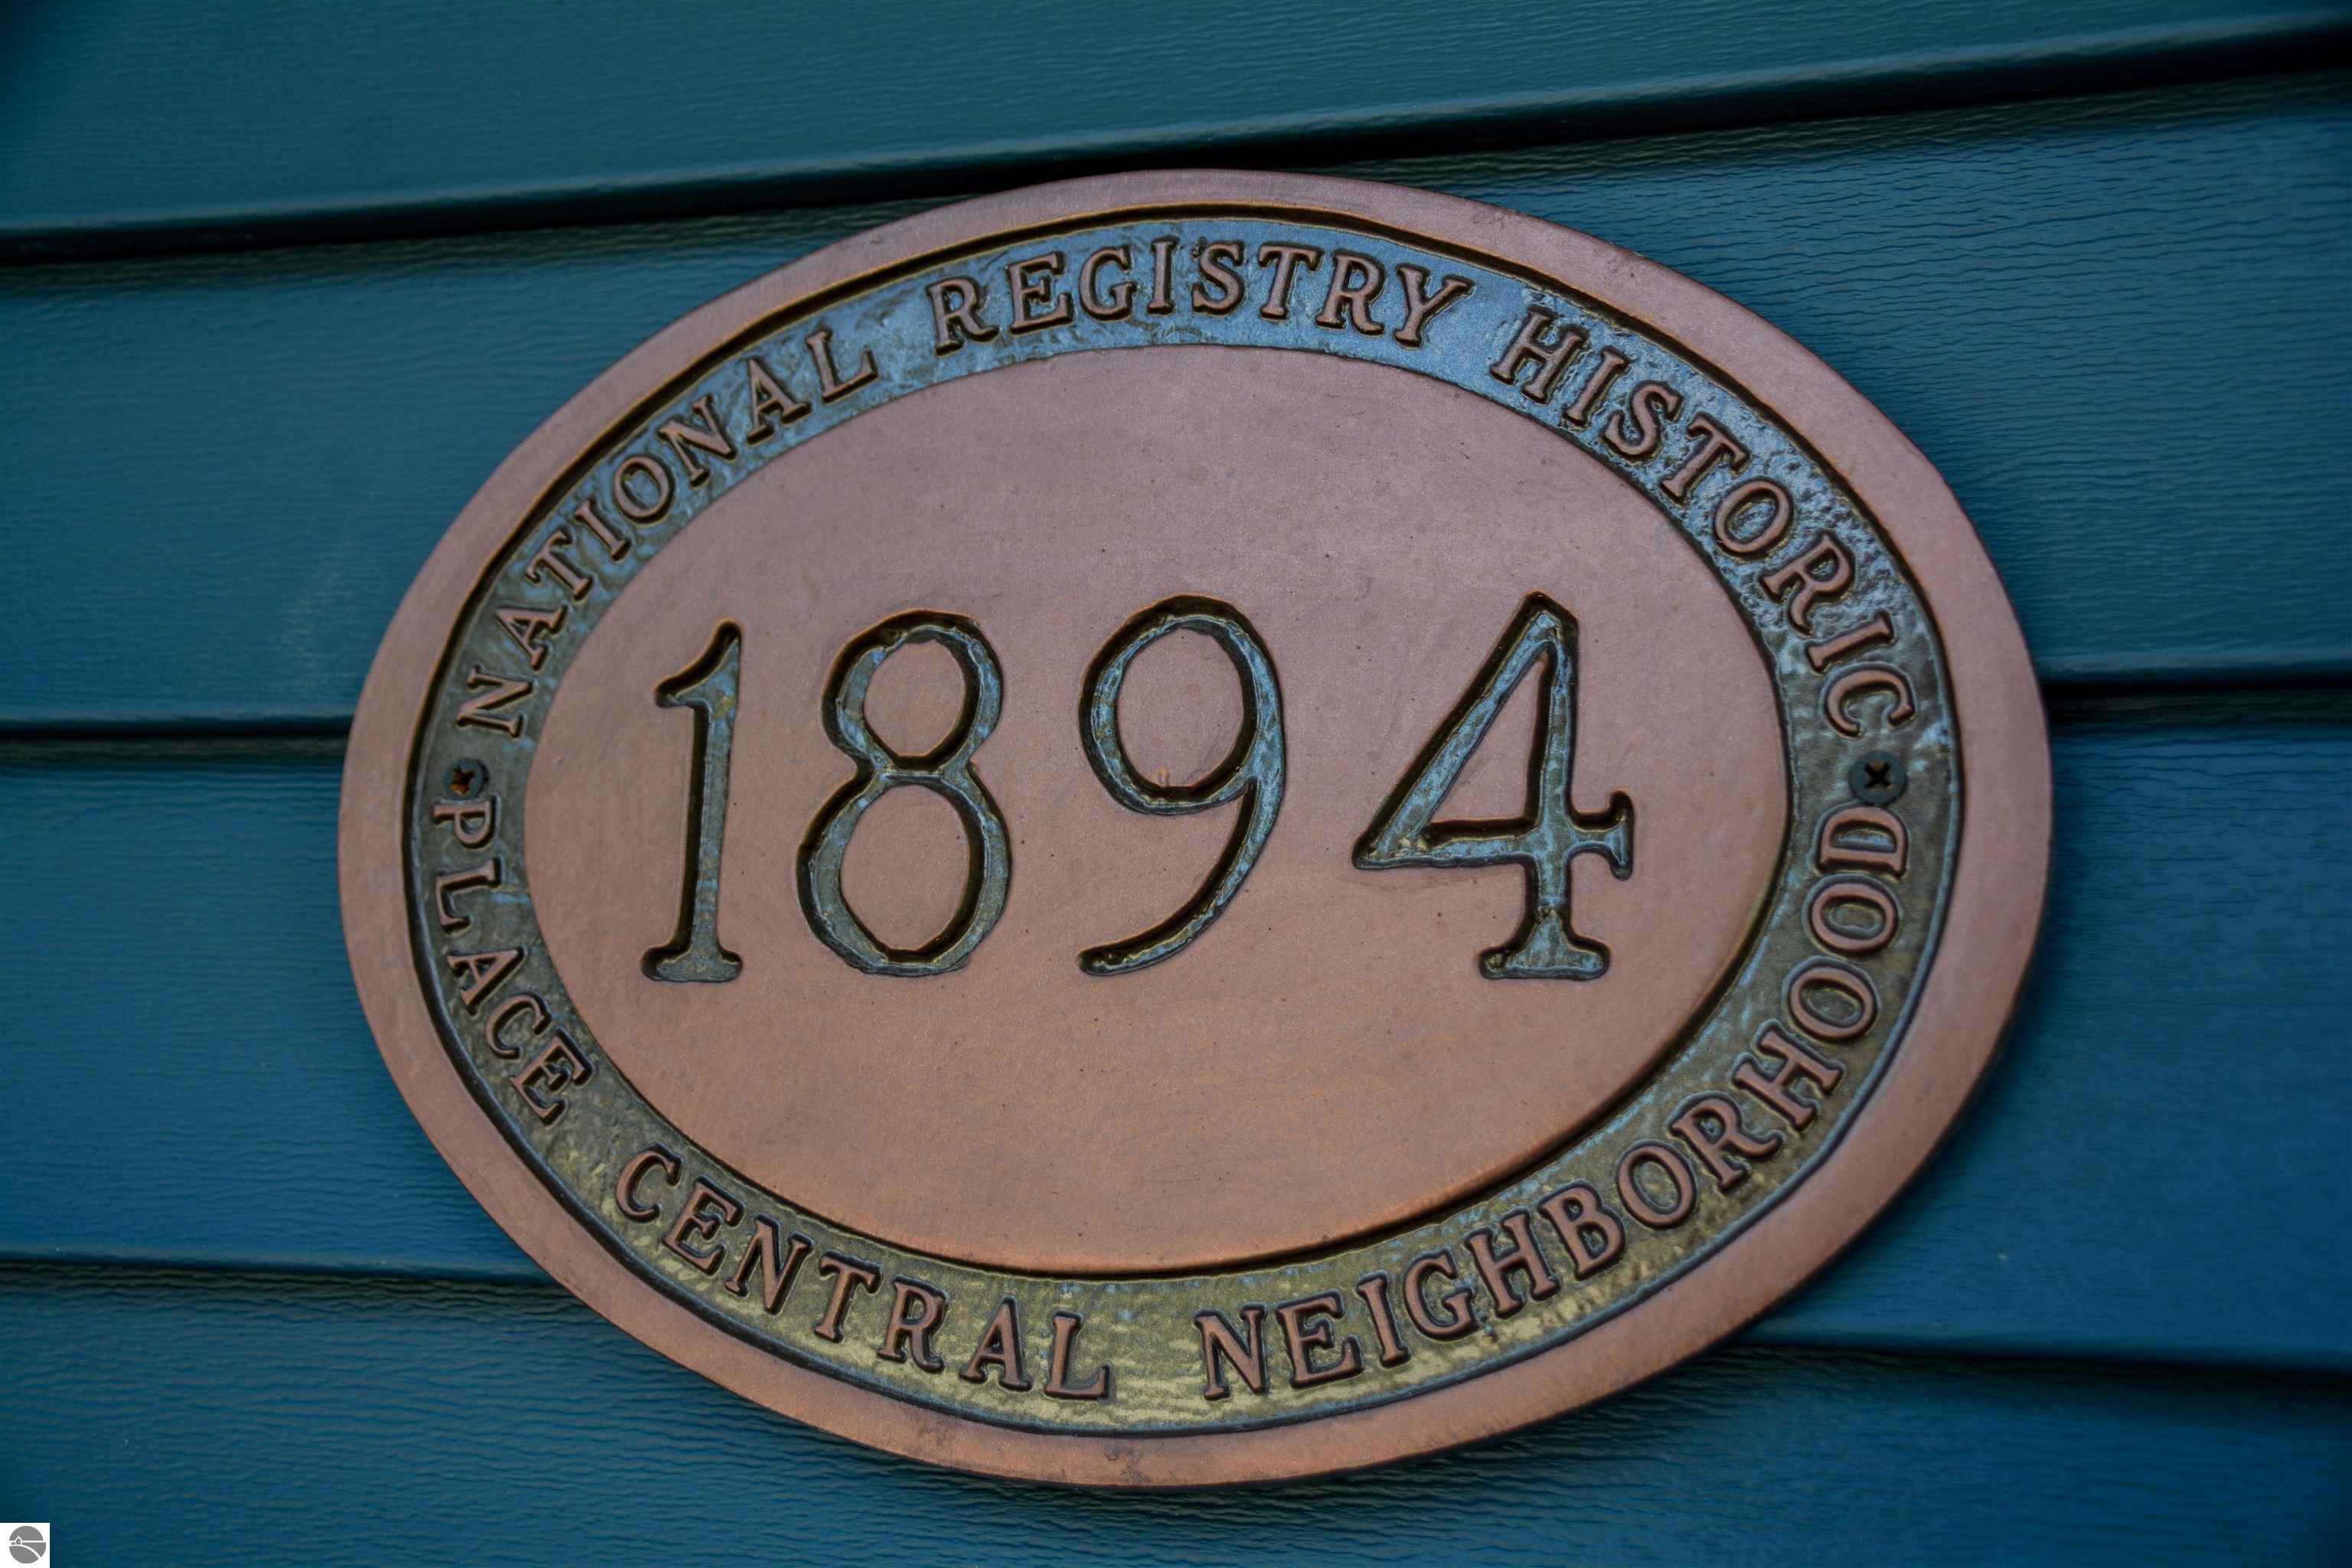 NATIONAL REGISTRY HISTORIC
1894
PLACE CENTRAL NEIGHBORHOOD